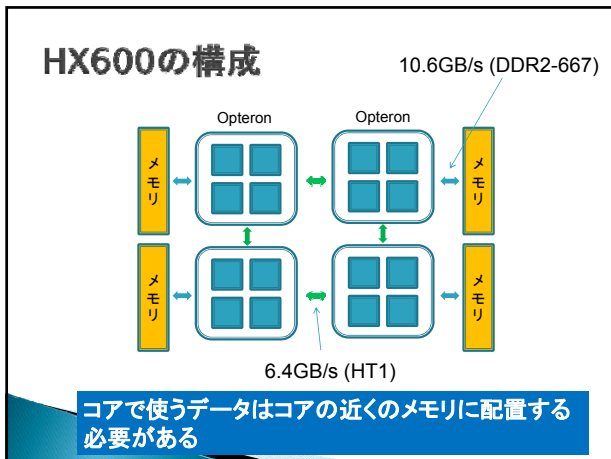 HX600の構成
10.6GB/s (DDR2-667)
Opteron
Opteron
メモリ
メモリ
メモリ
メモリ
6.4GB/s (HT1)
コアで使うデータはコアの近くのメモリに配置する
必要がある